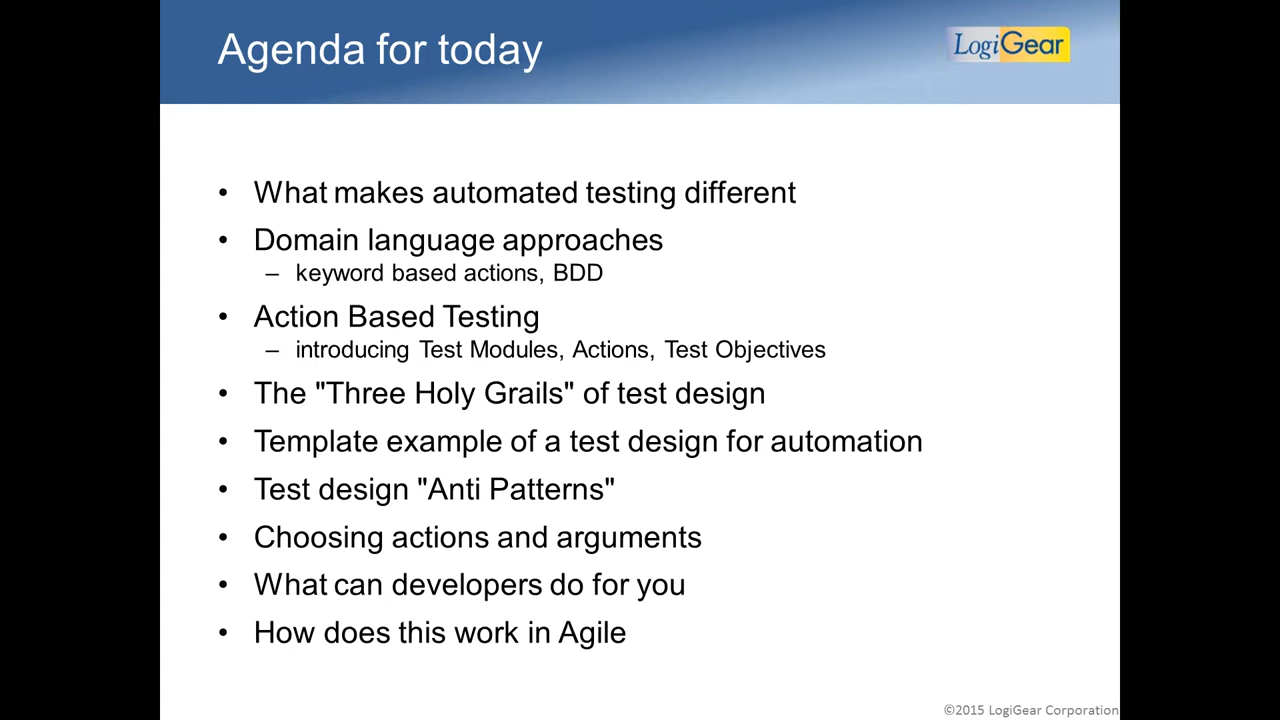 Agenda for today
LogiGear
• What makes automated testing different
• Domain language approaches
– keyword based actions, BDD
• Action Based Testing
– introducing Test Modules, Actions, Test Objectives
• The "Three Holy Grails" of test design
• Template example of a test design for automation
• Test design "Anti Patterns"
• Choosing actions and arguments
• What can developers do for you
• How does this work in Agile
©2015 LogiGear Corporation